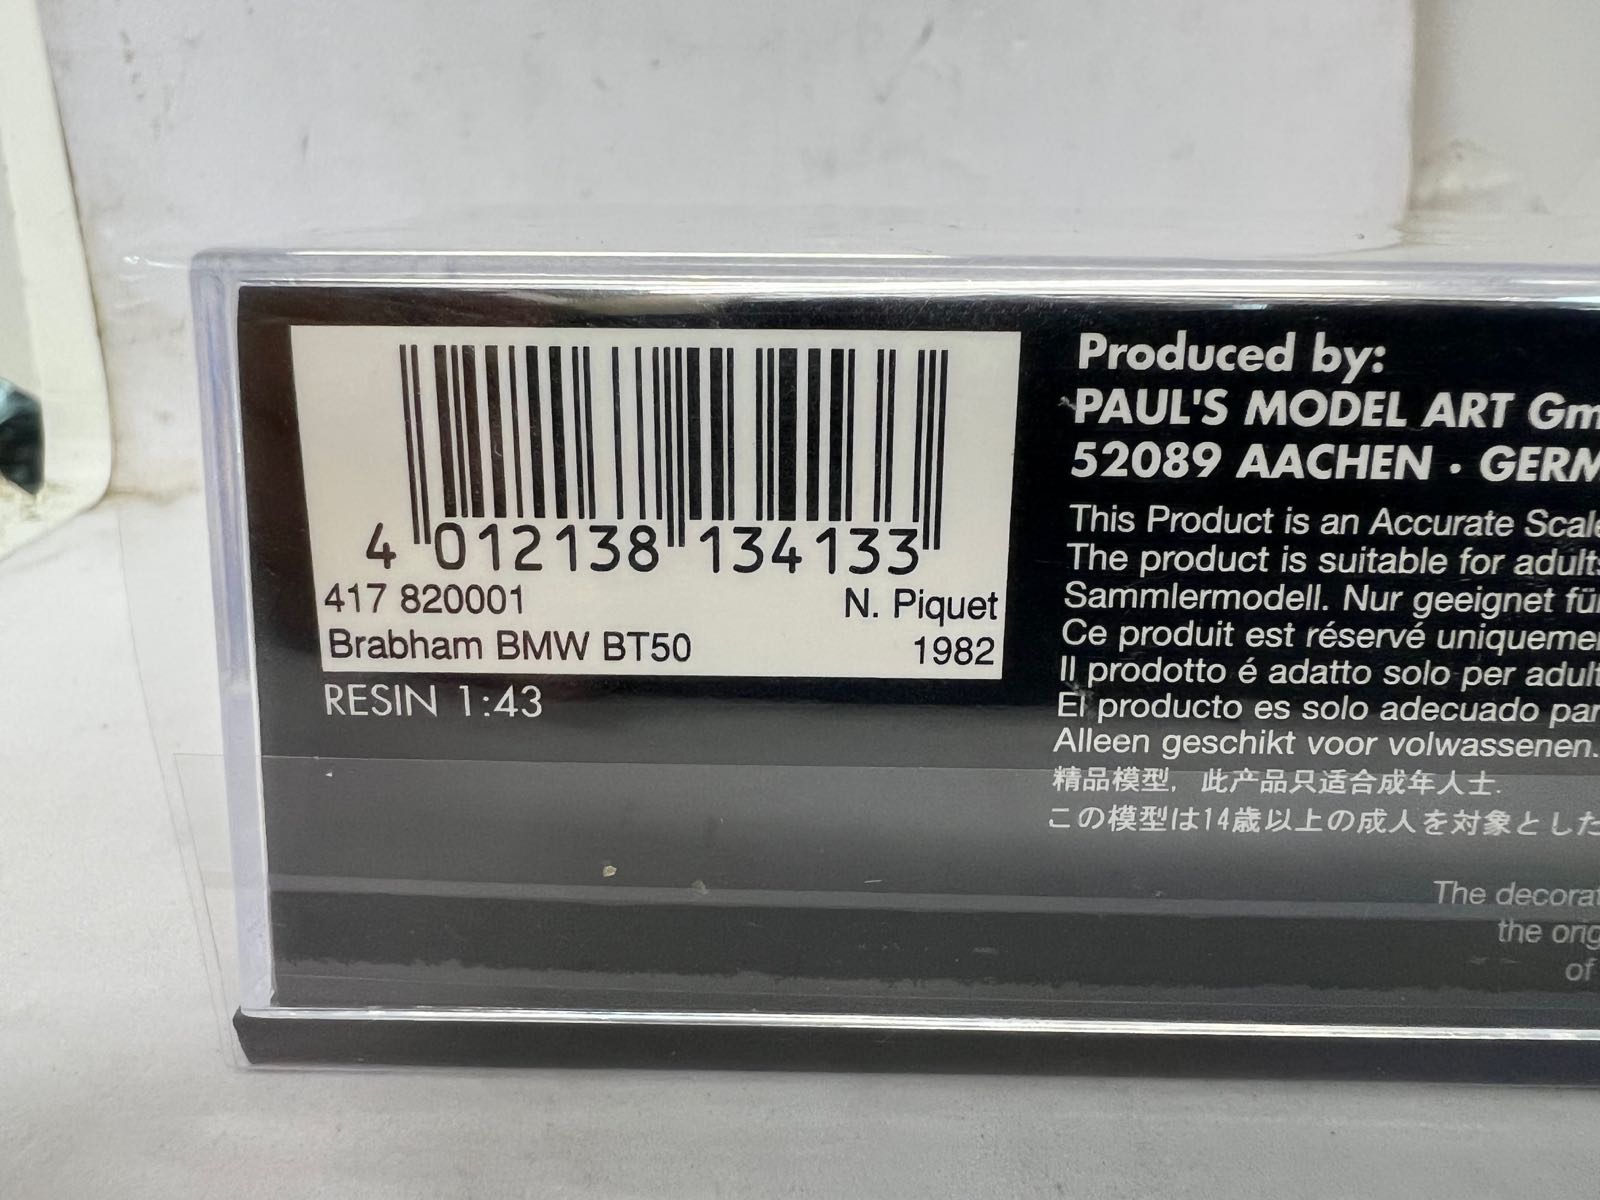 4 012138 134133
417 820001 N. Piquet
Brabham BMW BT50 1982
RESIN 1:43
Produced by:
PAUL'S MODEL ART Gm
52089 AACHEN · GERM
This Product is an Accurate Scale
The product is suitable for adults
Sammlermodell. Nur geeignet für
Ce produit est réservé uniquemen
Il prodotto é adatto solo per adult
El producto es solo adecuado par
Alleen geschikt voor volwassenen.
精品模型, 此产品只适合成年人士.
この模型は14歳以上の成人を対象とした
The decorat
the orig
of